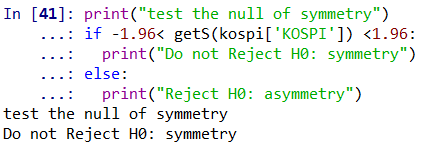 In [41]: print("test the null of symmetry")
    ...: if -1.96< getS(kospi['KOSPI']) <1.96:
    ...:   print("Do not Reject H0: symmetry")
    ...: else:
    ...:   print("Reject H0: asymmetry")
test the null of symmetry
Do not Reject H0: symmetry